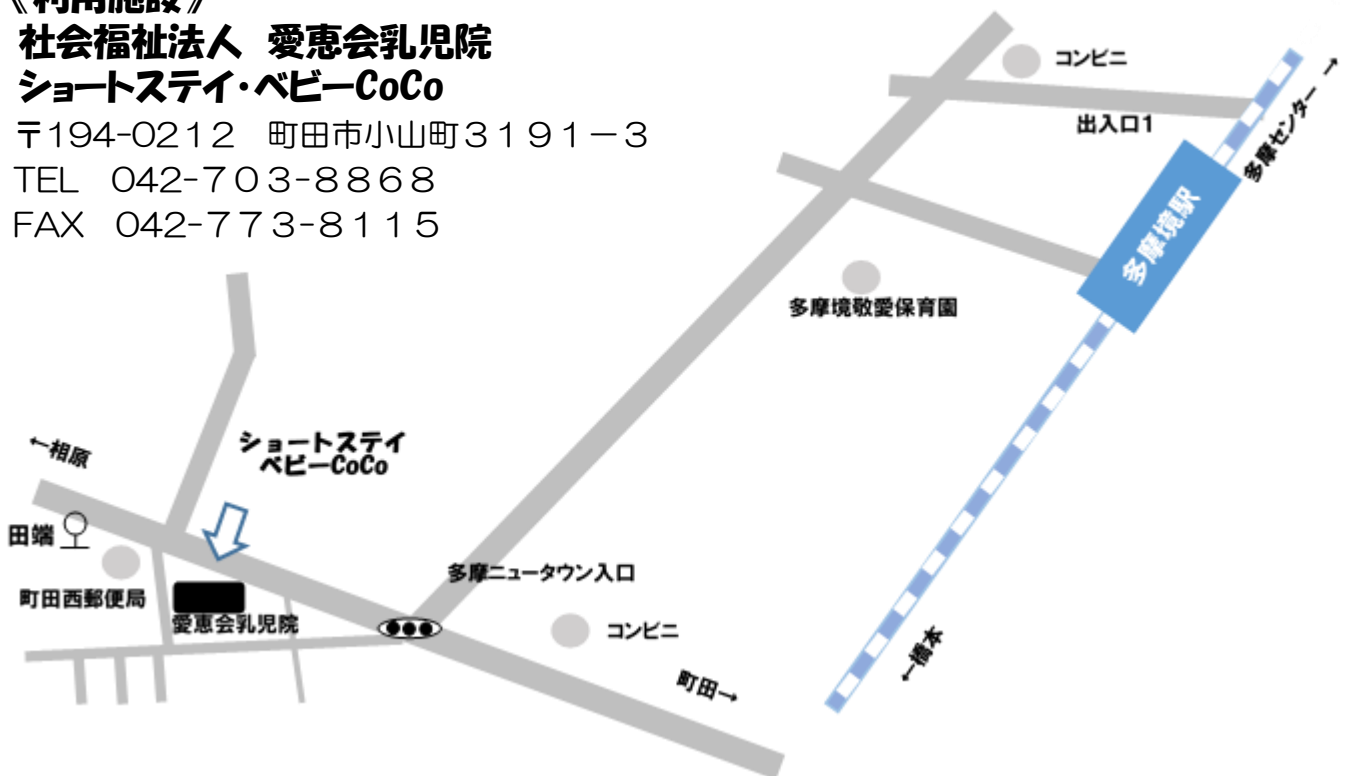 《利用施設》
社会福祉法人　愛恵会乳児院
ショートステイ・ベビーCoCo
〒194-0212　町田市小山町３１９１－３
TEL　042-７０３-８８６８
FAX　042-７７３-８１１５
コンビニ
出入口1
多摩センター→
多摩境駅
多摩境敬愛保育園
←相原
ショートステイ
ベビーCoCo
田端
町田西郵便局
愛恵会乳児院
多摩ニュータウン入口
コンビニ
町田→
←橋本